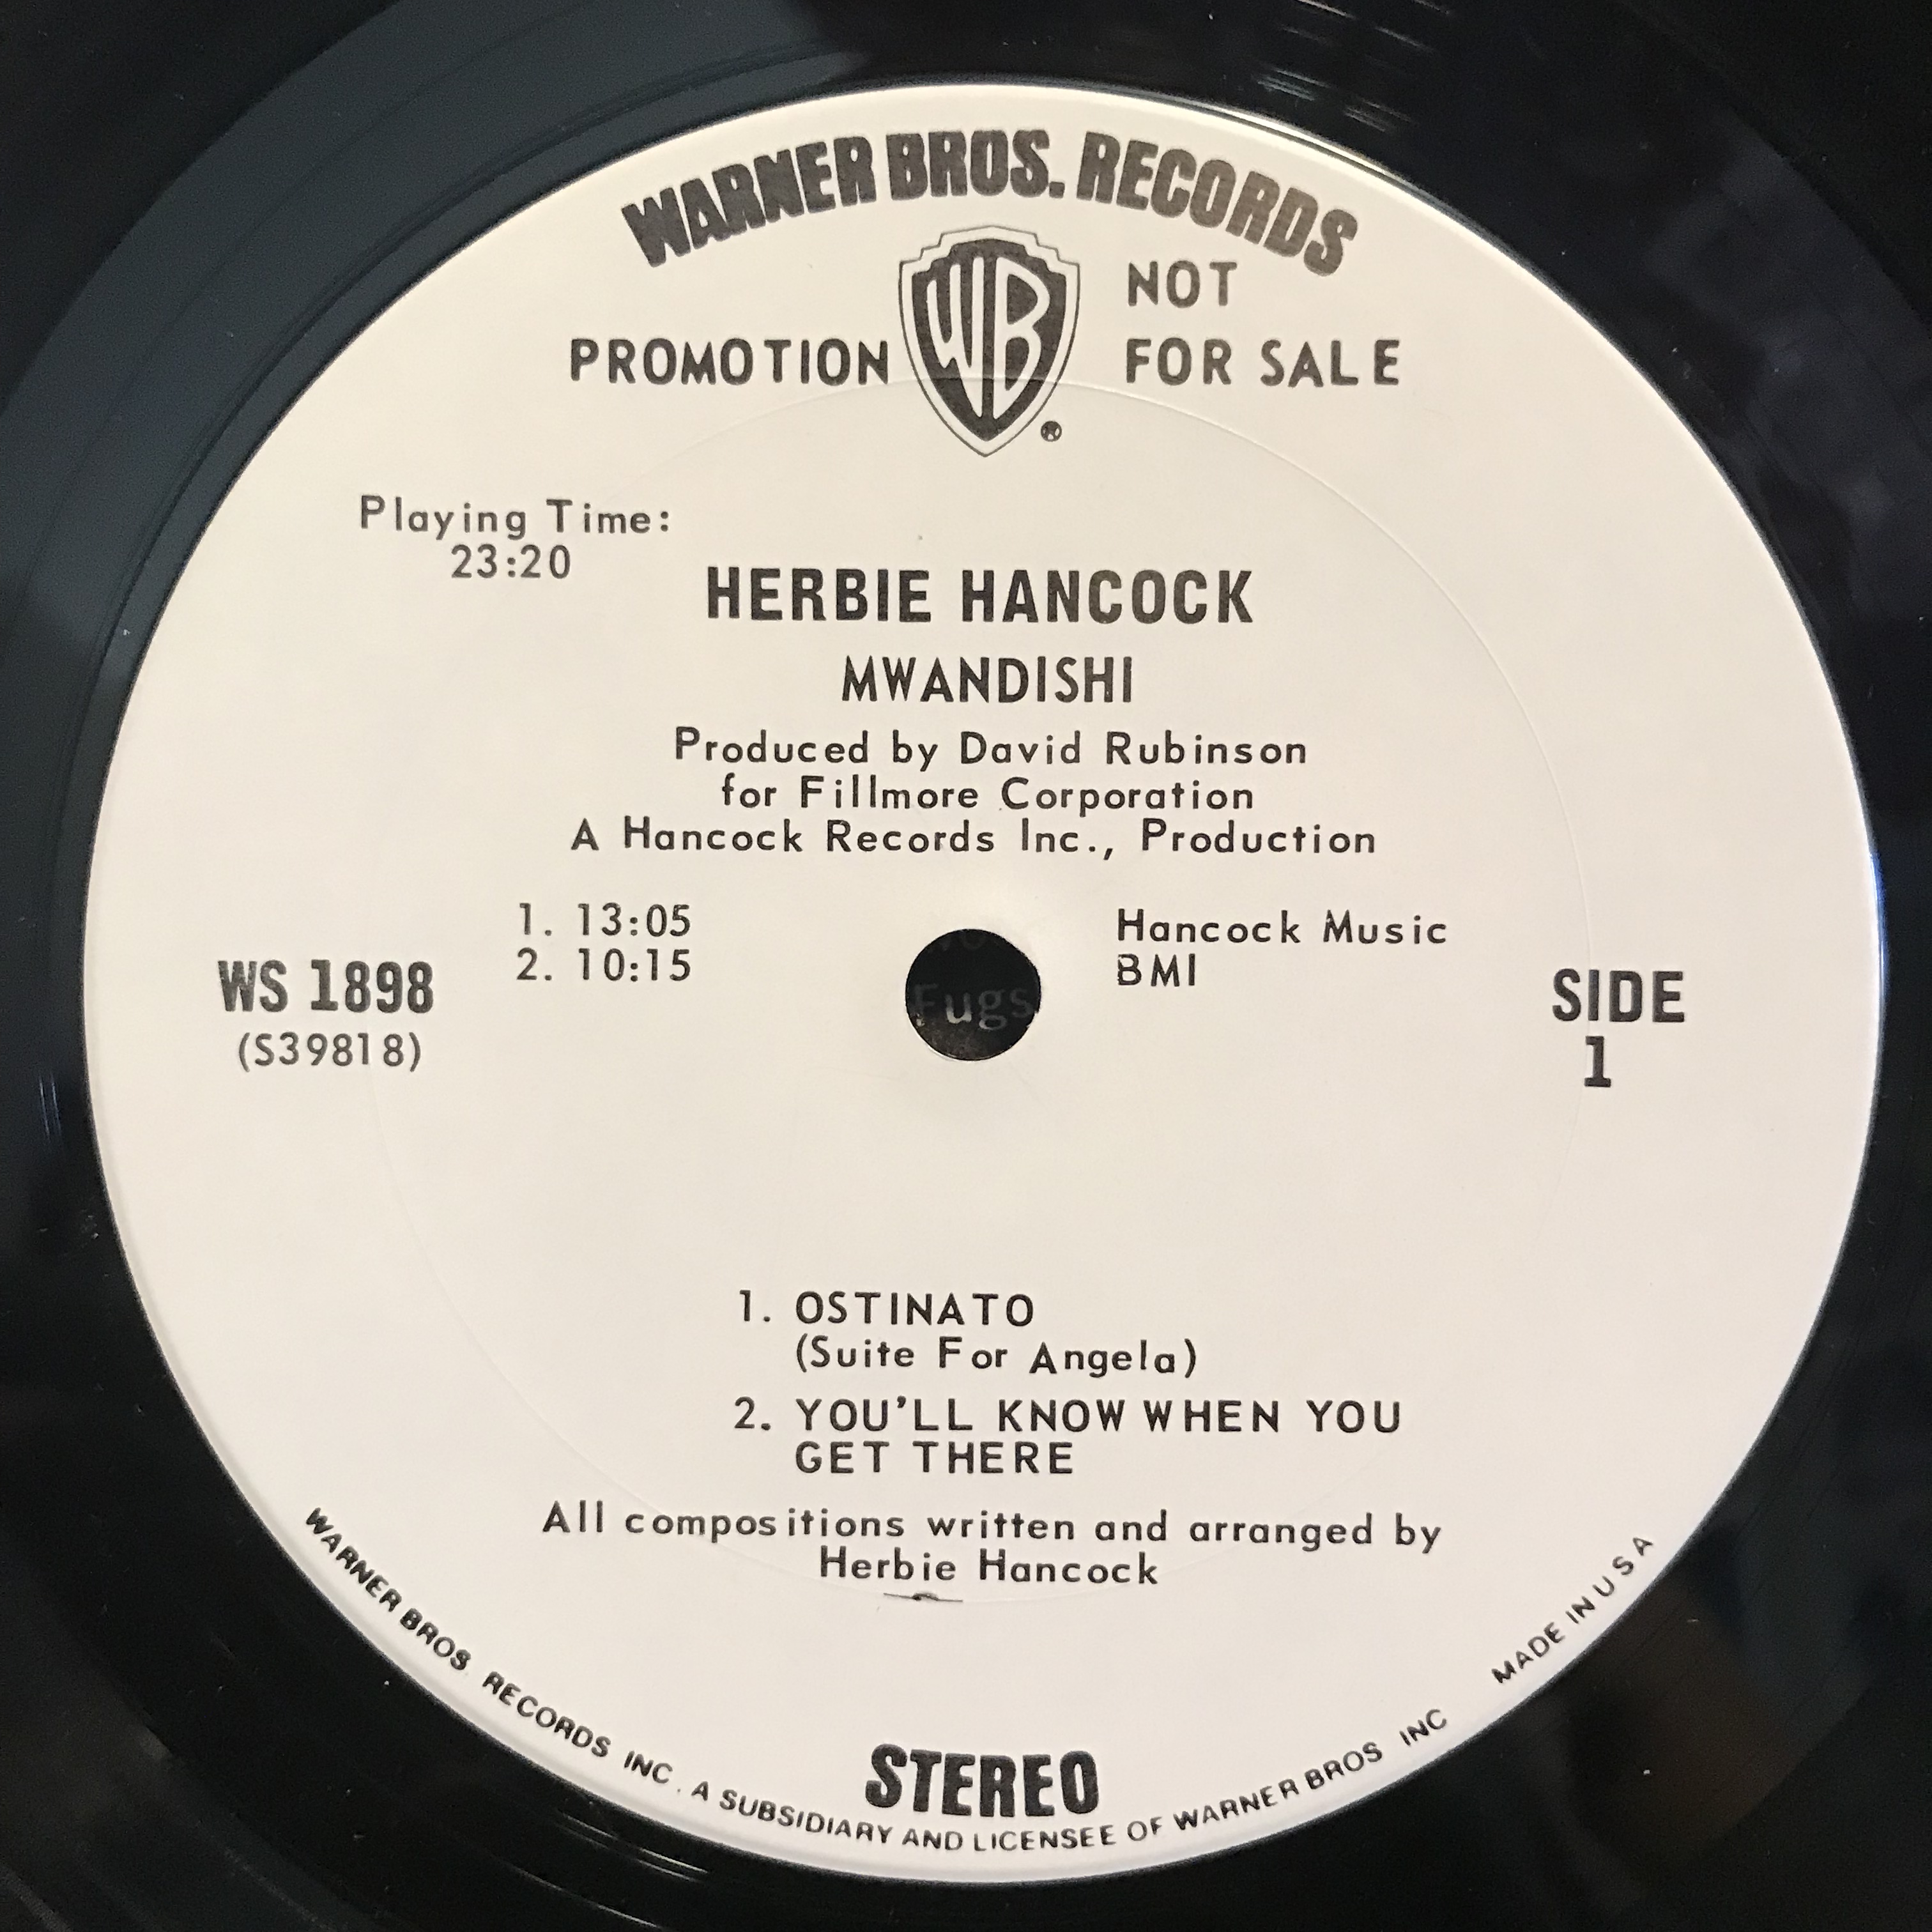 WARNER BROS. RECORDS
WB
®
PROMOTION
NOT
FOR SALE
Playing Time:
23:20
HERBIE HANCOCK
MWANDISHI
Produced by David Rubinson
for Fillmore Corporation
A Hancock Records Inc., Production
1. 13:05
2. 10:15
Hancock Music
BMI
WS 1898
(S39818)
SIDE
1
Fugs
1. OSTINATO
(Suite For Angela)
2. YOU'LL KNOW WHEN YOU
GET THERE
All compositions written and arranged by
Herbie Hancock
STEREO
WARNER BROS. RECORDS INC., A SUBSIDIARY AND LICENSEE OF WARNER BROS INC MADE IN U S A